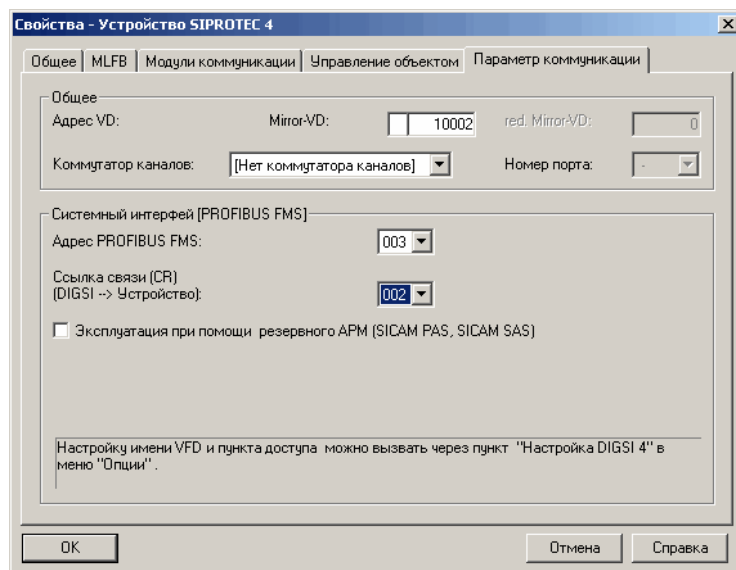 Свойства - Устройство SIPROTEC 4
Общее MLFB Модули коммуникации Управление объектом Параметр коммуникации
Общее
Адрес VD: Mirror-VD: 10002 red. Mirror-VD: 0
Коммутатор каналов: [Нет коммутатора каналов] Номер порта: -
Системный интерфей [PROFIBUS FMS]
Адрес PROFIBUS FMS: 003
Ссылка связи (CR)
(DIGSI --> Устройство): 002
Эксплуатация при помощи резервного АРМ (SICAM PAS, SICAM SAS)
Настройку имени VFD и пункта доступа можно вызвать через пункт "Настройка DIGSI 4" в
меню "Опции" .
OK Отмена Справка